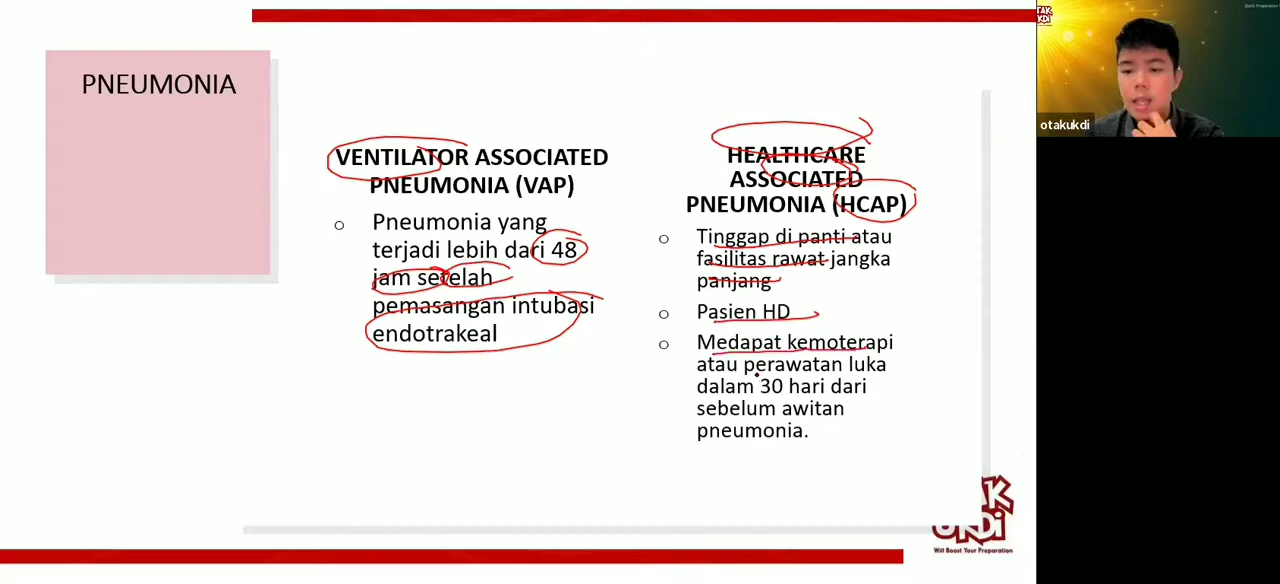 PNEUMONIA
VENTILATOR ASSOCIATED
PNEUMONIA (VAP)
o Pneumonia yang
terjadi lebih dari 48
jam setelah
pemasangan intubasi
endotrakeal
HEALTHCARE
ASSOCIATED
PNEUMONIA (HCAP)
o Tinggap di panti atau
fasilitas rawat jangka
panjang
o Pasien HD
o Medapat kemoterapi
atau perawatan luka
dalam 30 hari dari
sebelum awitan
pneumonia.
UKDi
Will Boost Your Preparation
otakukdi